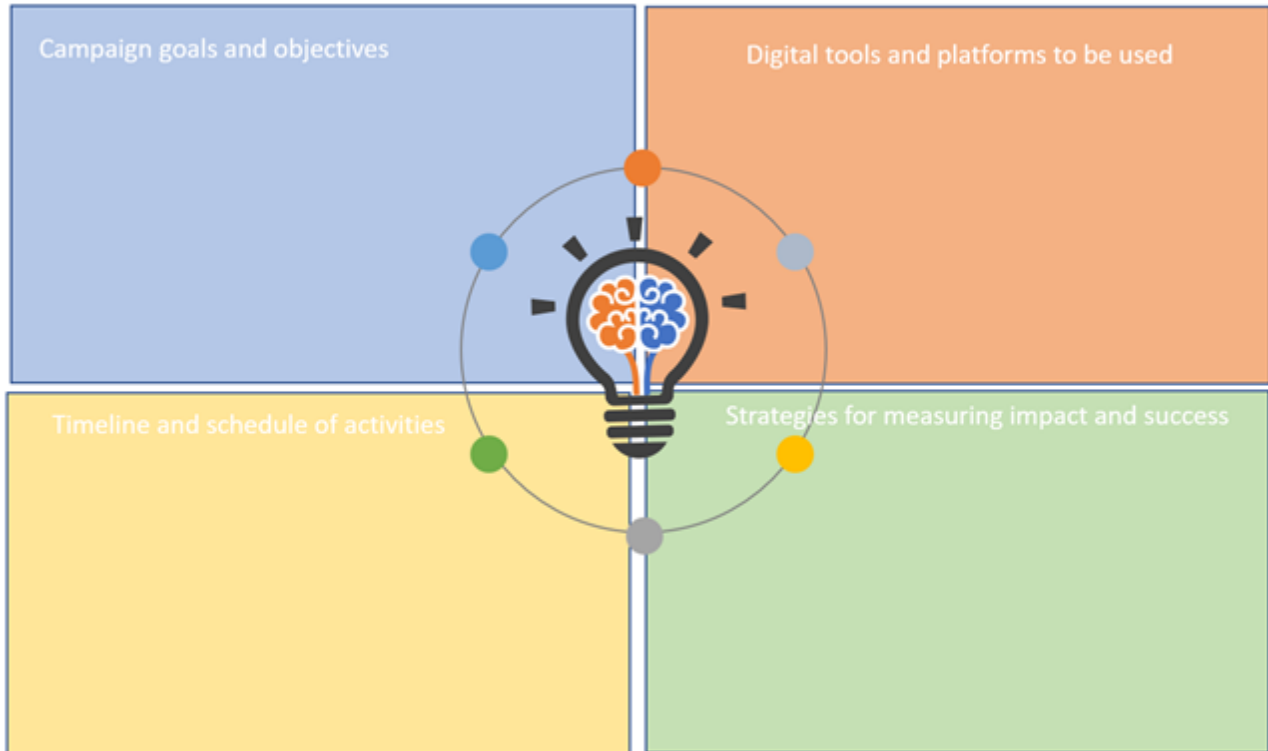 Campaign goals and objectives
Digital tools and platforms to be used
Timeline and schedule of activities
Strategies for measuring impact and success